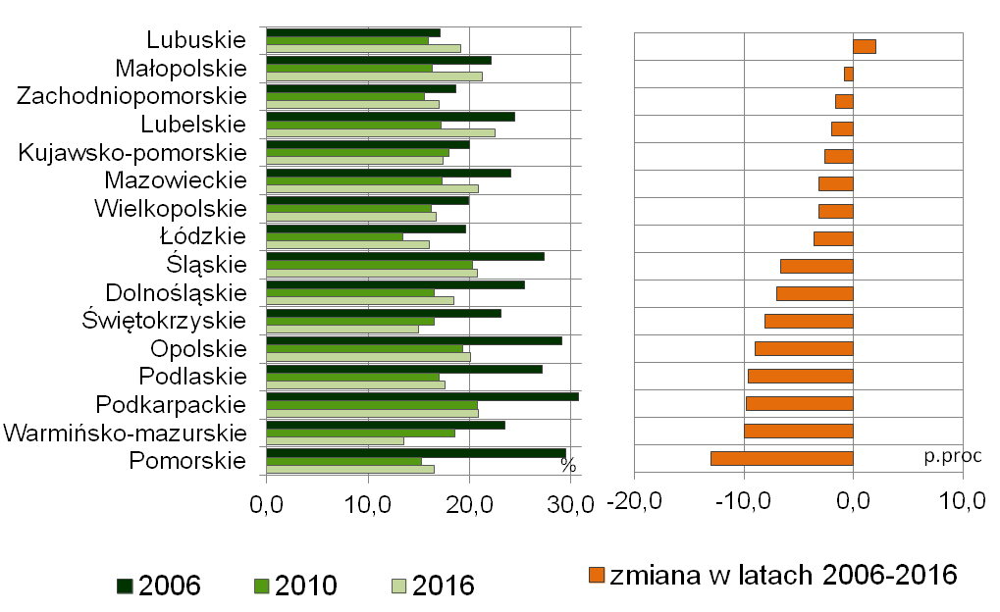 Lubuskie
Małopolskie
Zachodniopomorskie
Lubelskie
Kujawsko-pomorskie
Mazowieckie
Wielkopolskie
Łódzkie
Śląskie
Dolnośląskie
Świętokrzyskie
Opolskie
Podlaskie
Podkarpackie
Warmińsko-mazurskie
Pomorskie
%
0,0 10,0 20,0 30,0
2006 2010 2016
p.proc
-20,0 -10,0 0,0 10,0
zmiana w latach 2006-2016